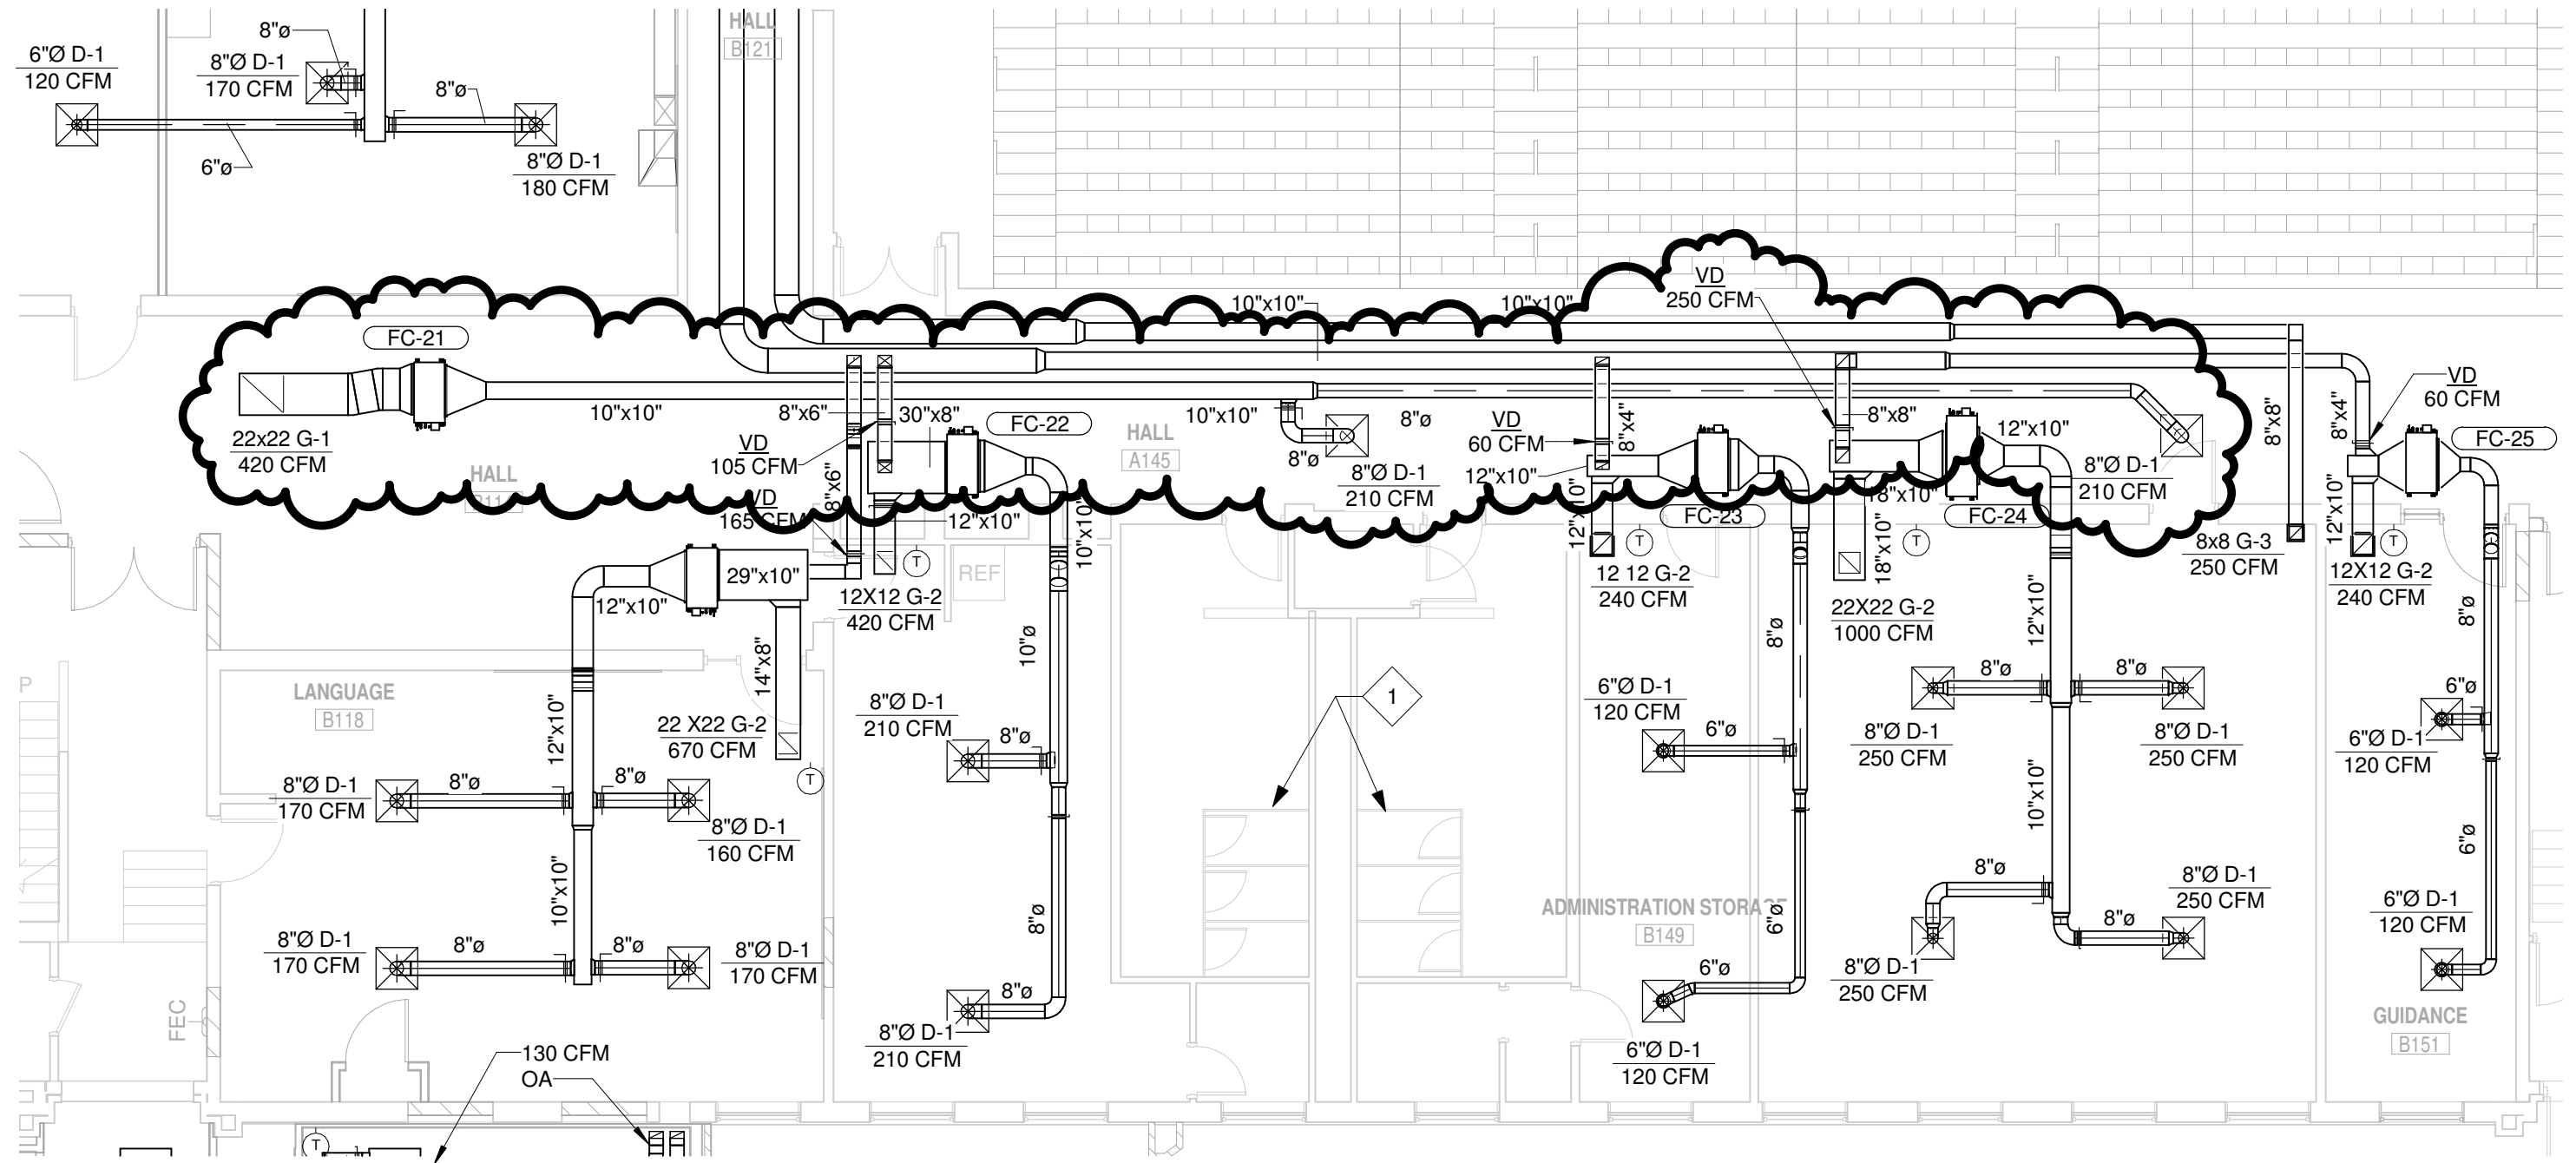 HALL
B121
8"ø
6"Ø D-1
120 CFM
8"Ø D-1
170 CFM
8"ø
6"ø
8"Ø D-1
180 CFM
VD
250 CFM
10"x10"
10"x10"
FC-21
10"x10"
8"x6"
30"x8"
FC-22
10"x10"
8"ø
8"ø
HALL
A145
VD
60 CFM
8"x4"
8"x8"
12"x10"
8"x8"
8"x4"
VD
60 CFM
FC-25
22x22 G-1
420 CFM
HALL
VD
105 CFM
VD
165 CFM
8"x6"
12"x10"
10"x10"
8"Ø D-1
210 CFM
12"x10"
12"x10"
18"x10"
8"Ø D-1
210 CFM
FC-23
FC-24
T
T
T
T
18"x10"
8x8 G-3
250 CFM
12"x10"
REF
29"x10"
12"x10"
12X12 G-2
420 CFM
12 12 G-2
240 CFM
22X22 G-2
1000 CFM
12X12 G-2
240 CFM
12"x10"
8"ø
10"ø
8"ø
14"x8"
P
LANGUAGE
B118
12"x10"
22 X22 G-2
670 CFM
T
8"Ø D-1
210 CFM
8"ø
1
6"Ø D-1
120 CFM
6"ø
8"ø
8"ø
8"Ø D-1
250 CFM
8"Ø D-1
250 CFM
6"ø
6"Ø D-1
120 CFM
8"Ø D-1
170 CFM
8"ø
8"ø
8"Ø D-1
160 CFM
10"x10"
10"x10"
6"ø
8"ø
8"Ø D-1
250 CFM
6"Ø D-1
120 CFM
ADMINISTRATION STORAGE
B149
6"ø
8"ø
8"ø
8"Ø D-1
170 CFM
8"ø
8"ø
8"Ø D-1
170 CFM
8"ø
8"Ø D-1
210 CFM
6"ø
8"Ø D-1
250 CFM
FEC
GUIDANCE
B151
6"Ø D-1
120 CFM
130 CFM
OA
T